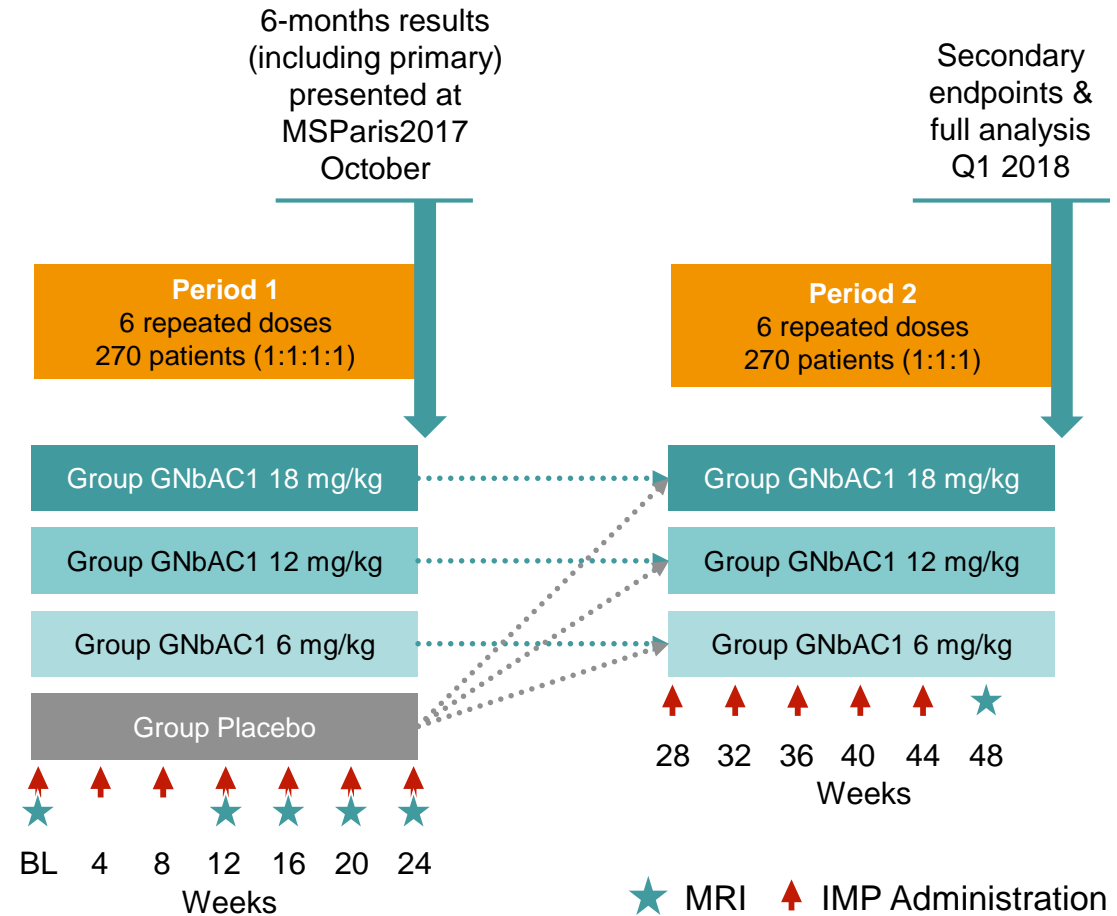 6-months results
(including primary)
presented at
MSParis2017
October
Secondary
endpoints &
full analysis
Q1 2018
Period 1
6 repeated doses
270 patients (1:1:1:1)
Period 2
6 repeated doses
270 patients (1:1:1)
Group GNbAC1 18 mg/kg
Group GNbAC1 18 mg/kg
Group GNbAC1 12 mg/kg
Group GNbAC1 12 mg/kg
Group GNbAC1 6 mg/kg
Group GNbAC1 6 mg/kg
Group Placebo
28 32 36 40 44 48
Weeks
BL 4 8 12 16 20 24
Weeks
MRI IMP Administration